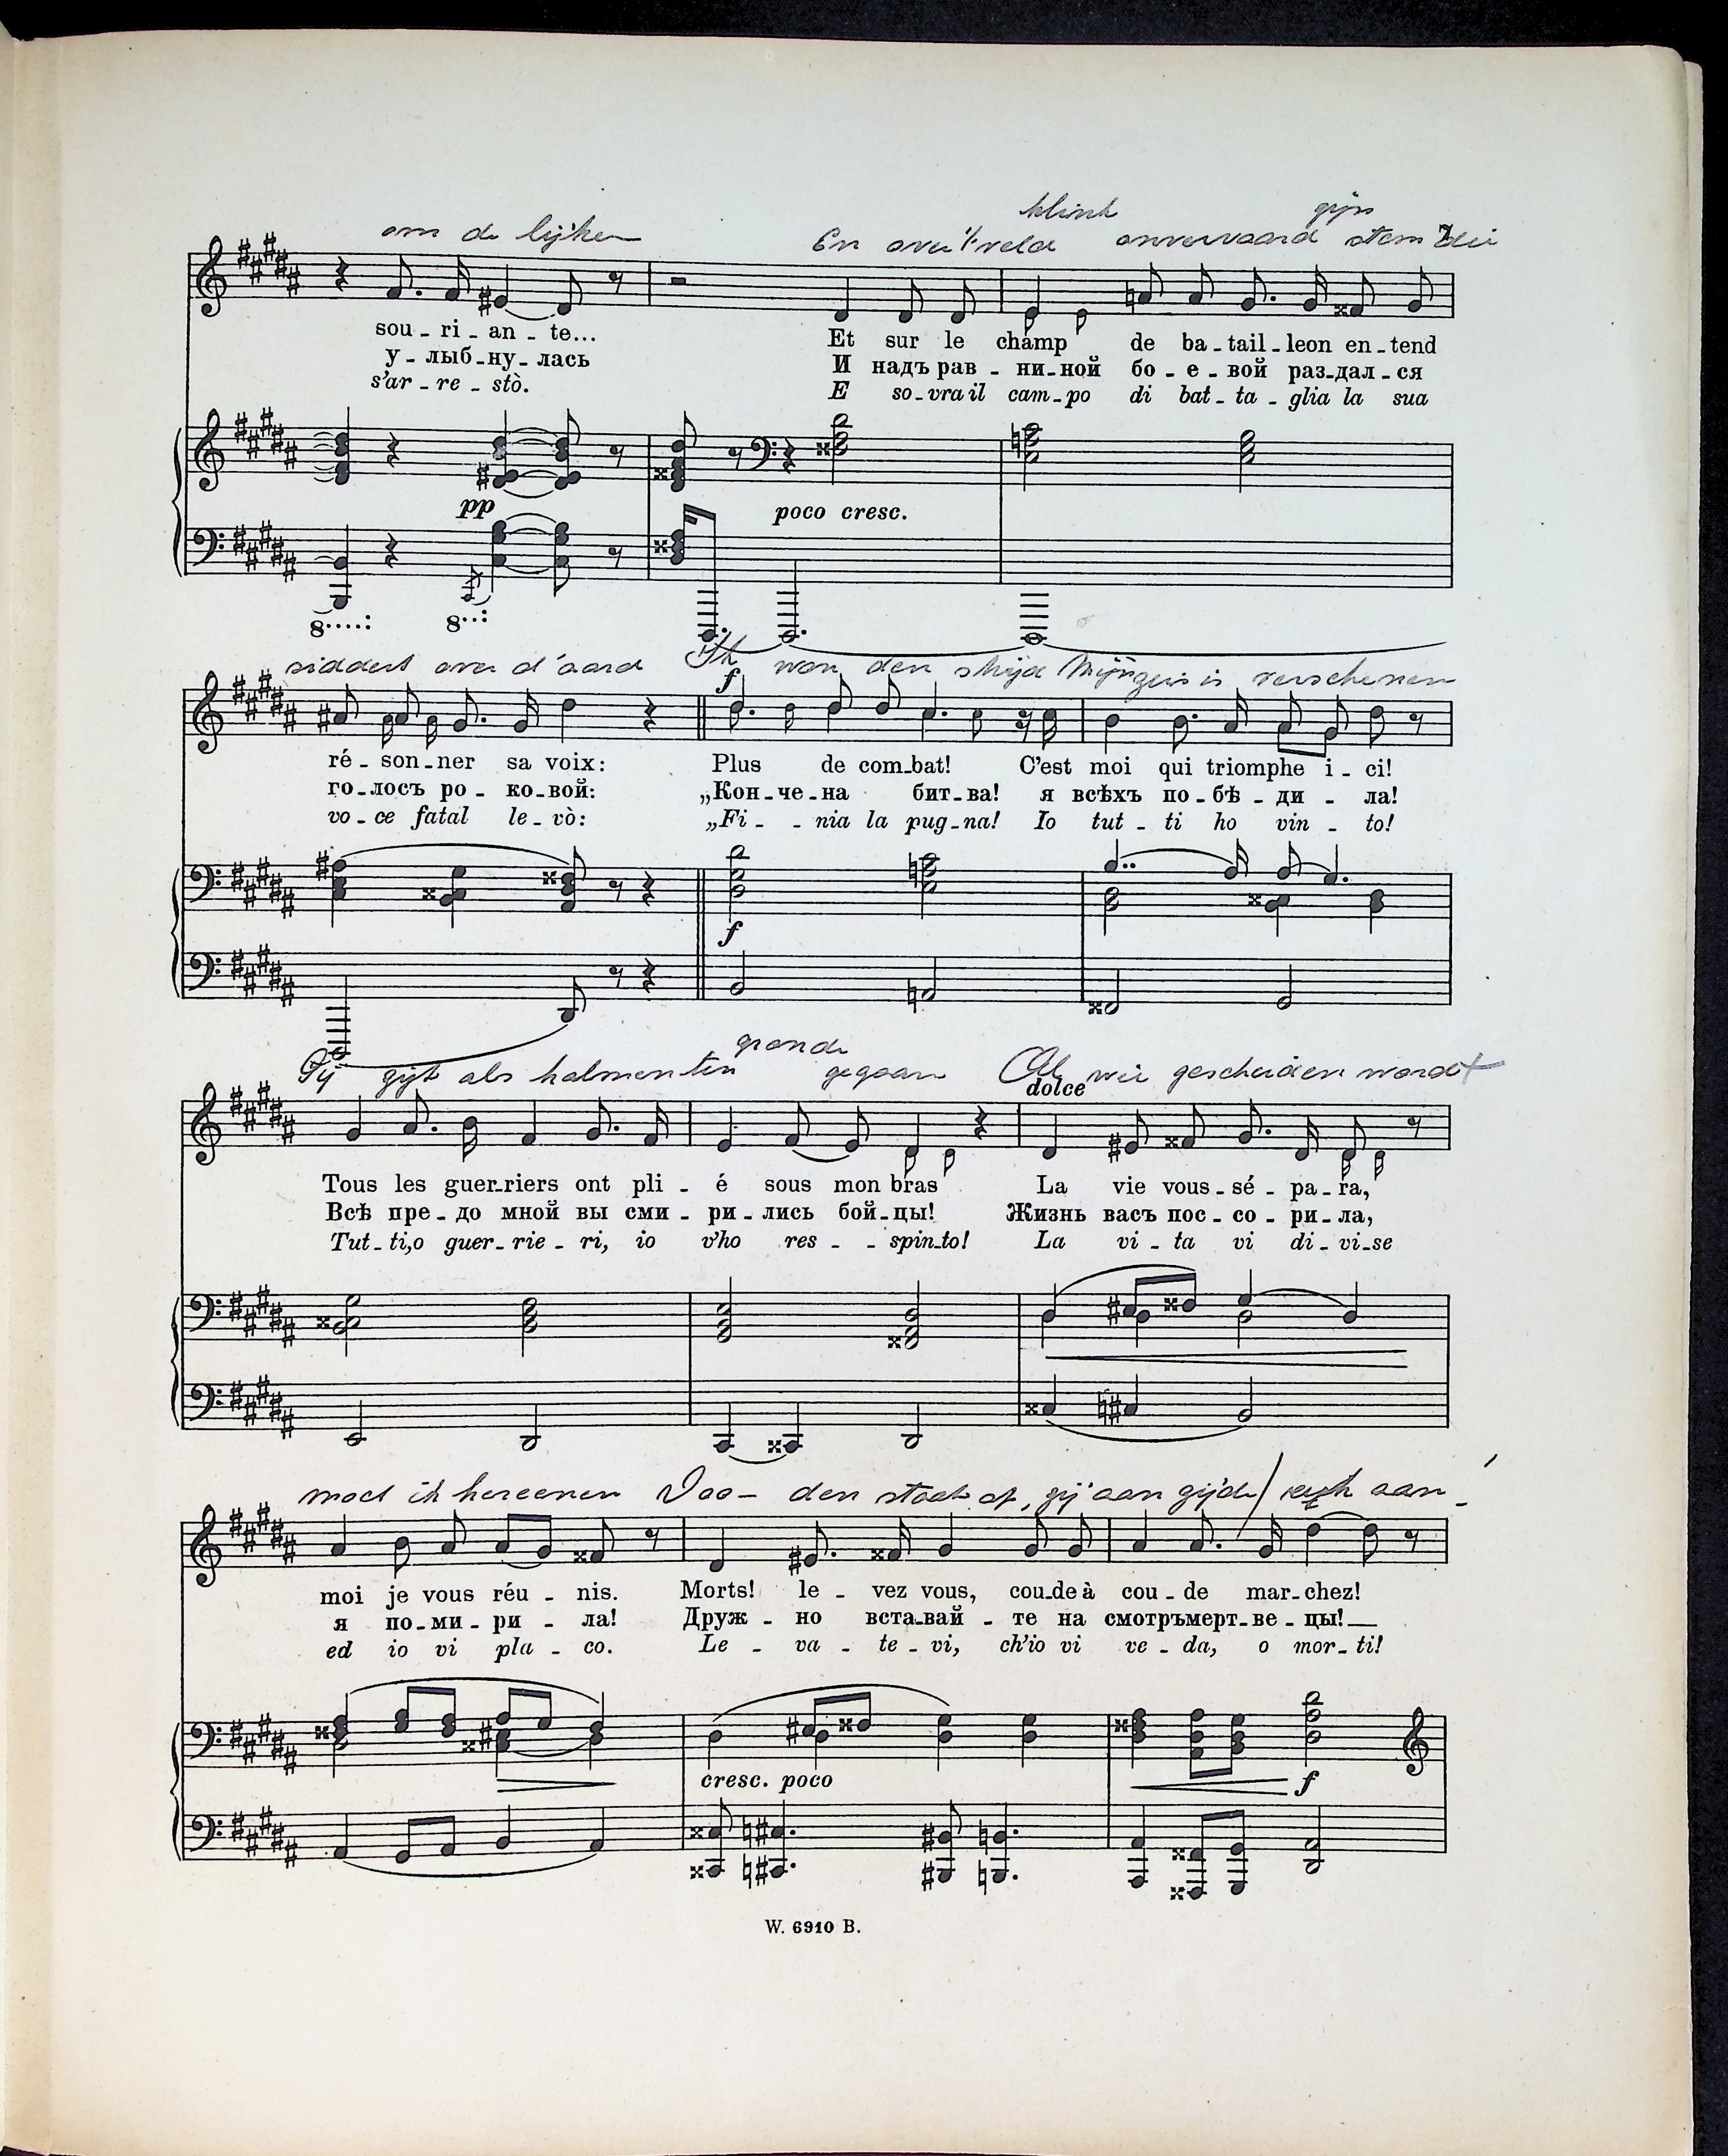 klink zijn
om de lijken En over 't veld onvervaard stem die
sou - ri - an - te... Et sur le champ de ba - tail - leon en - tend
у - лыб - ну - лась И надъ рав - ни - ной бо - е - вой раз - дал - ся
s'ar - re - stò. E so - vra il cam - po di bat - ta - glia la sua
pp poco cresc.
8.....: 8...:
siddert over d'aard Ik won den strijd Mijn is verschenen
f
ré - son - ner sa voix: Plus de com - bat! C'est moi qui triomphe i - ci!
го - лосъ ро - ко - вой: „Кон - че - на бит - ва! я всѣхъ по - бѣ - ди - ла!
vo - ce fatal le - vò: „Fi - - nia la pug - na! Io tut - ti ho vin - to!
f
gronde
Gij zijt als halmen ten gegaan Al wie gescheiden wordt
dolce
Tous les guer - riers ont pli - é sous mon bras La vie vous - sé - pa - ra,
Всѣ пре - до мной вы сми - ри - лись бой - цы! Жизнь васъ пос - со - ри - ла,
Tut - ti, o guer - rie - ri, io v'ho res - - spin - to! La vi - ta vi di - vi - se
moet ik hereenen Doo - den staat op, gij aan zijde aan
moi je vous réu - nis. Morts! le - vez vous, cou - de à cou - de mar - chez!
я по - ми - ри - ла! Друж - но вста - вай - те на смотръ мерт - ве - цы! —
ed io vi pla - co. Le - va - te - vi, ch'io vi ve - da, o mor - ti!
cresc. poco f
W. 6910 B.